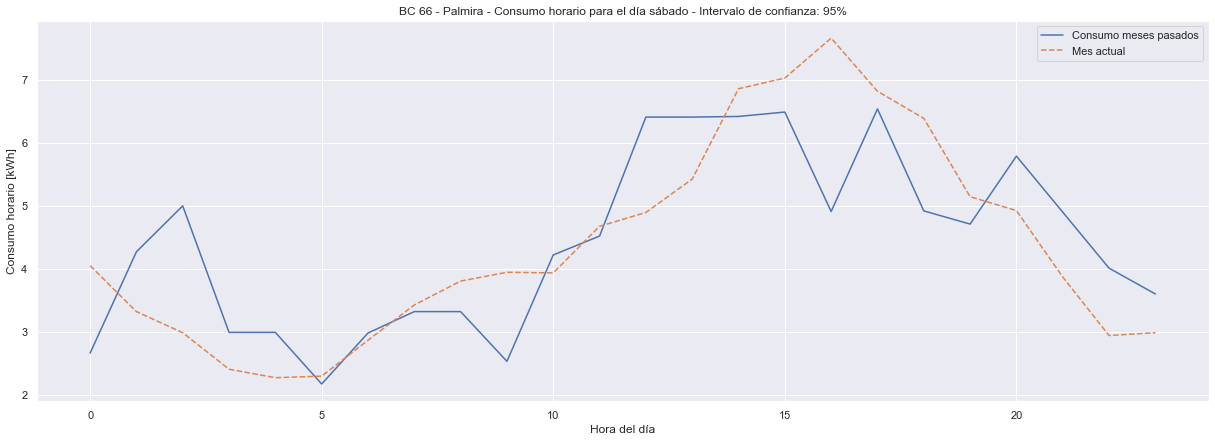 BC 66 - Palmira - Consumo horario para el día sábado - Intervalo de confianza: 95%
Consumo meses pasados
Mes actual
Consumo horario [kWh]
7
6
5
4
3
2
0
5
10
15
20
Hora del día